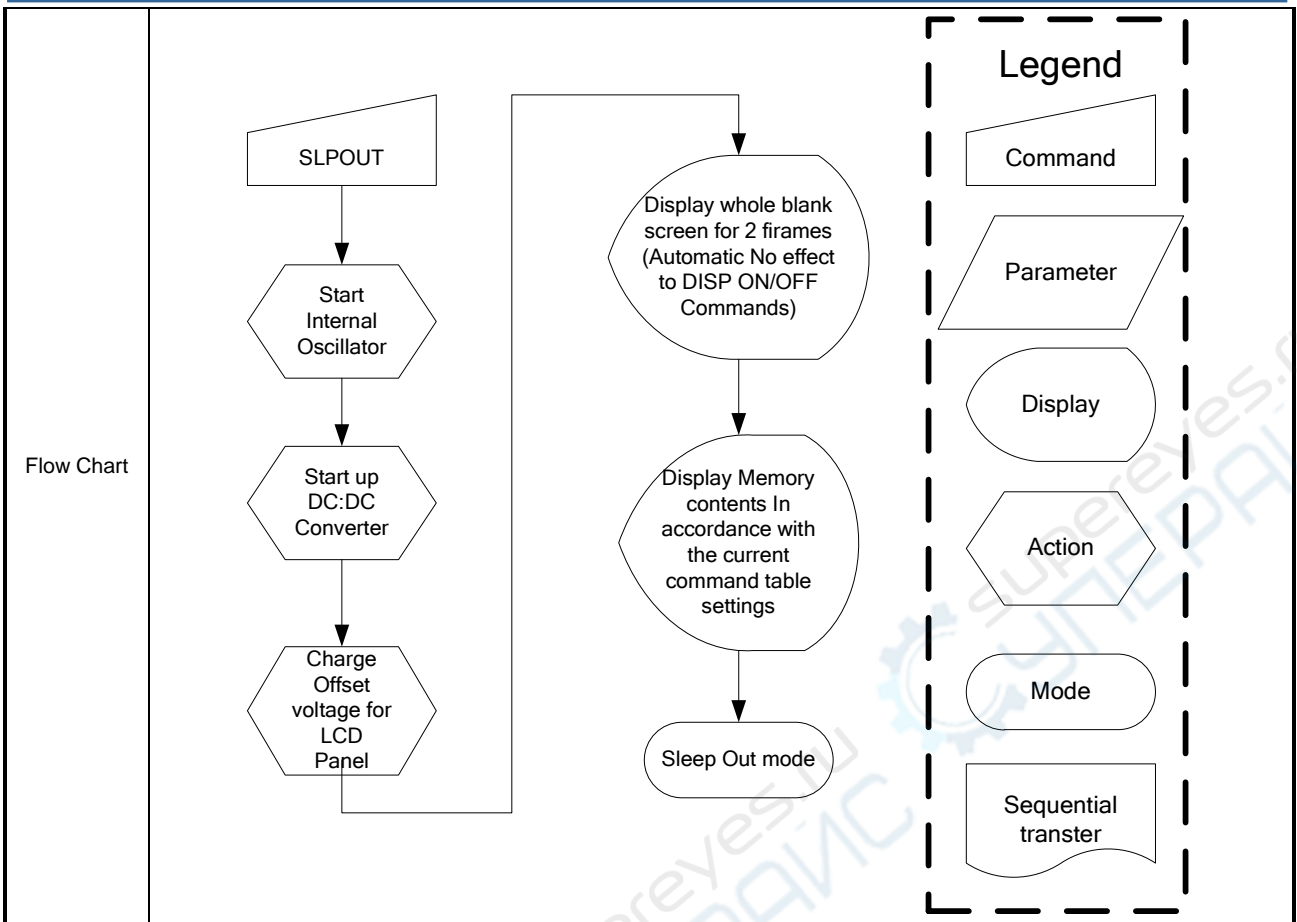 Flow Chart
SLPOUT
Start
Internal
Oscillator
Start up
DC:DC
Converter
Charge
Offset
voltage for
LCD
Panel
Display whole blank
screen for 2 firames
(Automatic No effect
to DISP ON/OFF
Commands)
Display Memory
contents In
accordance with
the current
command table
settings
Sleep Out mode
Legend
Command
Parameter
Display
Action
Mode
Sequential
transter